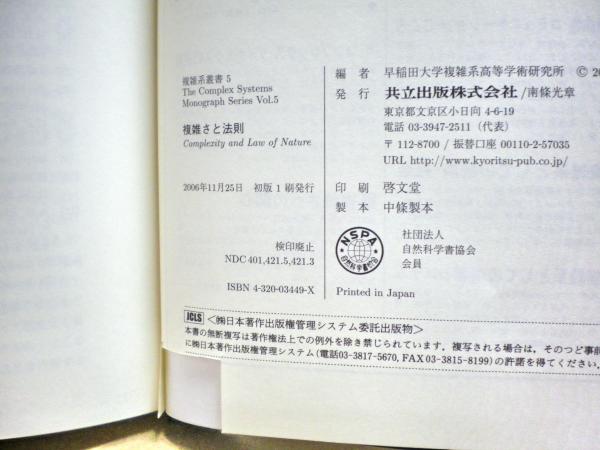 複雑系叢書 5
The Complex Systems
Monograph Series Vol.5
複雑さと法則
Complexity and Law of Nature
2006年11月25日 初版1刷発行
検印廃止
NDC 401,421.5,421.3
ISBN 4-320-03449-X
編者 早稲田大学複雑系高等学術研究所 © 2
発行 共立出版株式会社/南條光章
東京都文京区小日向 4-6-19
電話 03-3947-2511 (代表)
〒 112-8700 / 振替口座 00110-2-57035
URL http://www.kyoritsu-pub.co.jp/
印刷 啓文堂
製本 中條製本
NSPA
自然科学書協会
社団法人
自然科学書協会
会員
Printed in Japan
JCLS <㈱日本著作出版権管理システム委託出版物>
本書の無断複写は著作権法上での例外を除き禁じられています。複写される場合は、そのつど事前
に㈱日本著作出版権管理システム(電話03-3817-5670, FAX 03-3815-8199)の許諾を得てください。